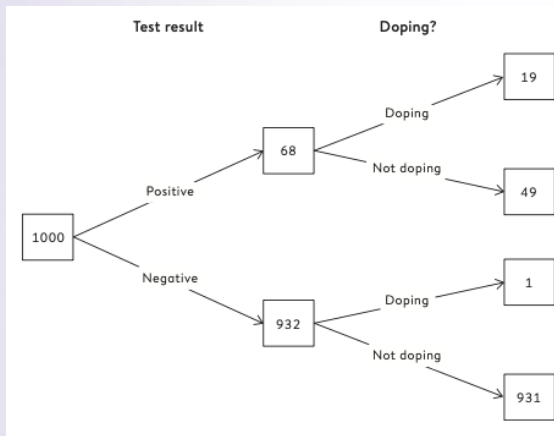 Test result
Doping?
19
Doping
68
Not doping
49
Positive
1000
Negative
1
Doping
932
Not doping
931